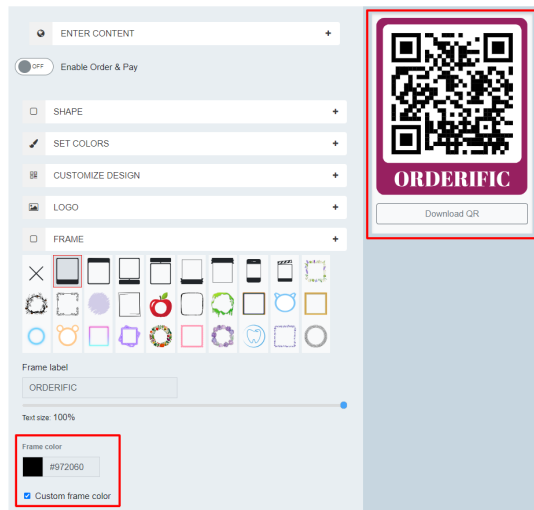 ENTER CONTENT +
OFF Enable Order & Pay
SHAPE +
SET COLORS +
CUSTOMIZE DESIGN +
LOGO +
FRAME +
Frame label
ORDERIFIC
Text size: 100%
Frame color
#972060
Custom frame color
ORDERIFIC
Download QR